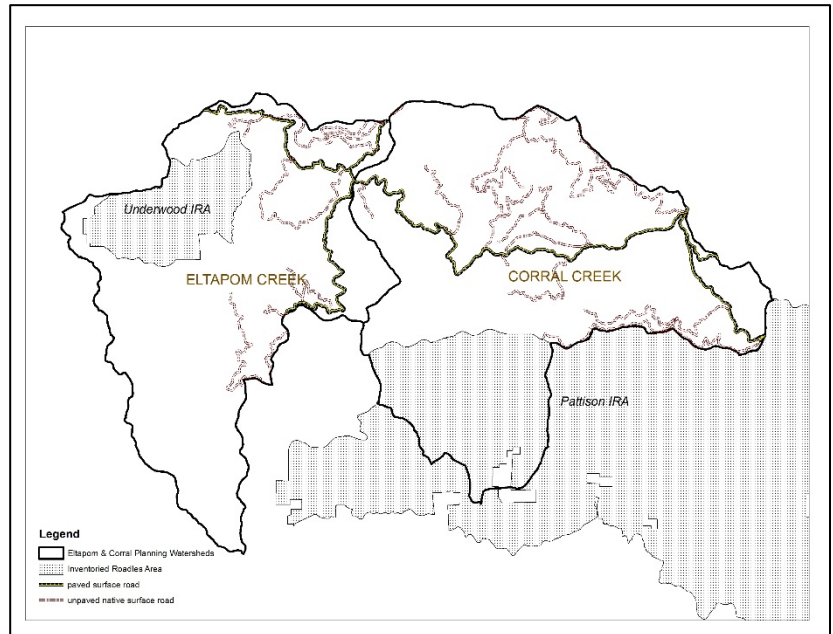 Underwood IRA
ELTAPOM CREEK
CORRAL CREEK
Pattison IRA
Legend
Eltapom & Corral Planning Watersheds
Inventoried Roadles Area
paved surface road
unpaved native surface road